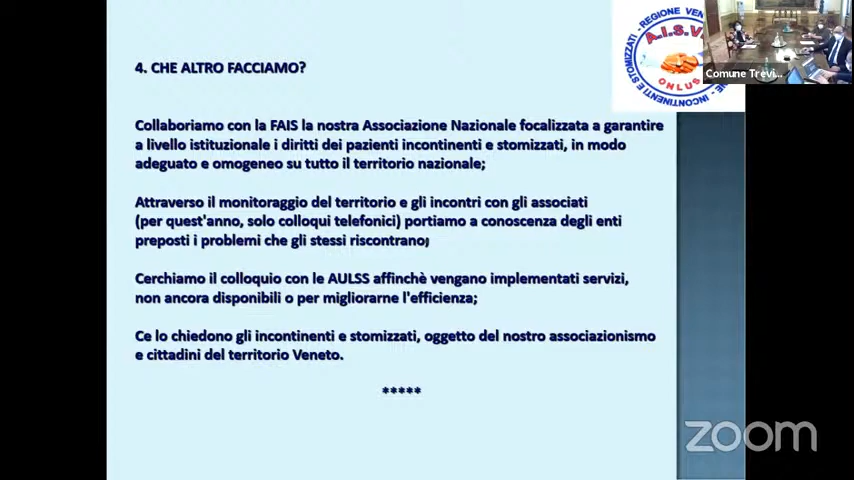 4. CHE ALTRO FACCIAMO?
Collaboriamo con la FAIS la nostra Associazione Nazionale focalizzata a garantire
a livello istituzionale i diritti dei pazienti incontinenti e stomizzati, in modo
adeguato e omogeneo su tutto il territorio nazionale;
Attraverso il monitoraggio del territorio e gli incontri con gli associati
(per quest'anno, solo colloqui telefonici) portiamo a conoscenza degli enti
preposti i problemi che gli stessi riscontrano;
Cerchiamo il colloquio con le AULSS affinchè vengano implementati servizi,
non ancora disponibili o per migliorarne l'efficienza;
Ce lo chiedono gli incontinenti e stomizzati, oggetto del nostro associazionismo
e cittadini del territorio Veneto.
*****
INCONTINENTI E STOMIZZATI - REGIONE VEN
A.I.S.V.
ONLUS
Comune Trevi...
zoom